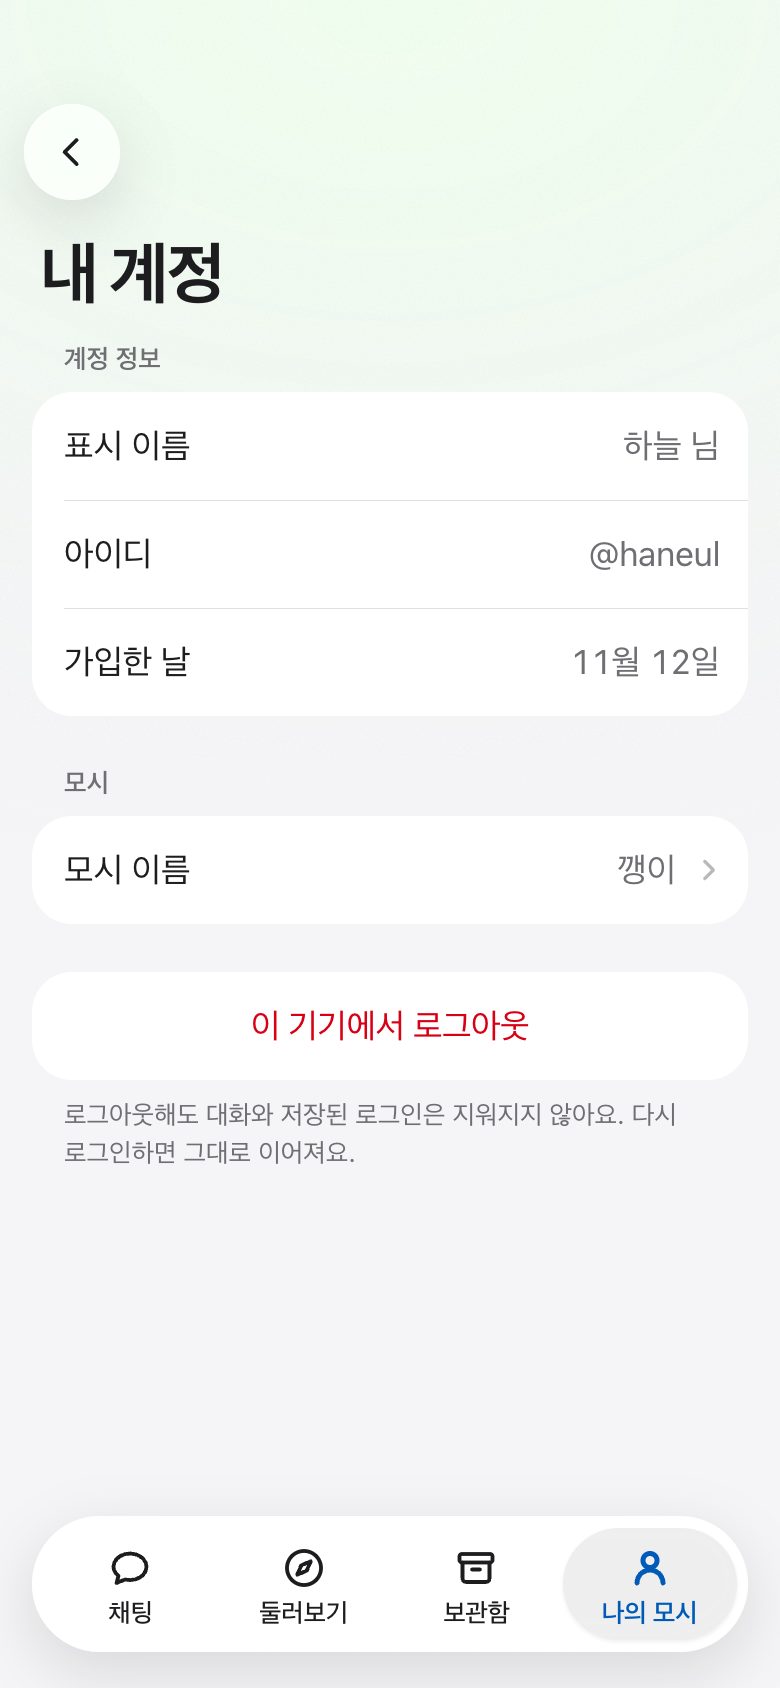 내 계정
계정 정보
표시 이름 하늘 님
아이디 @haneul
가입한 날 11월 12일
모시
모시 이름 깽이
이 기기에서 로그아웃
로그아웃해도 대화와 저장된 로그인은 지워지지 않아요. 다시
로그인하면 그대로 이어져요.
채팅 둘러보기 보관함 나의 모시